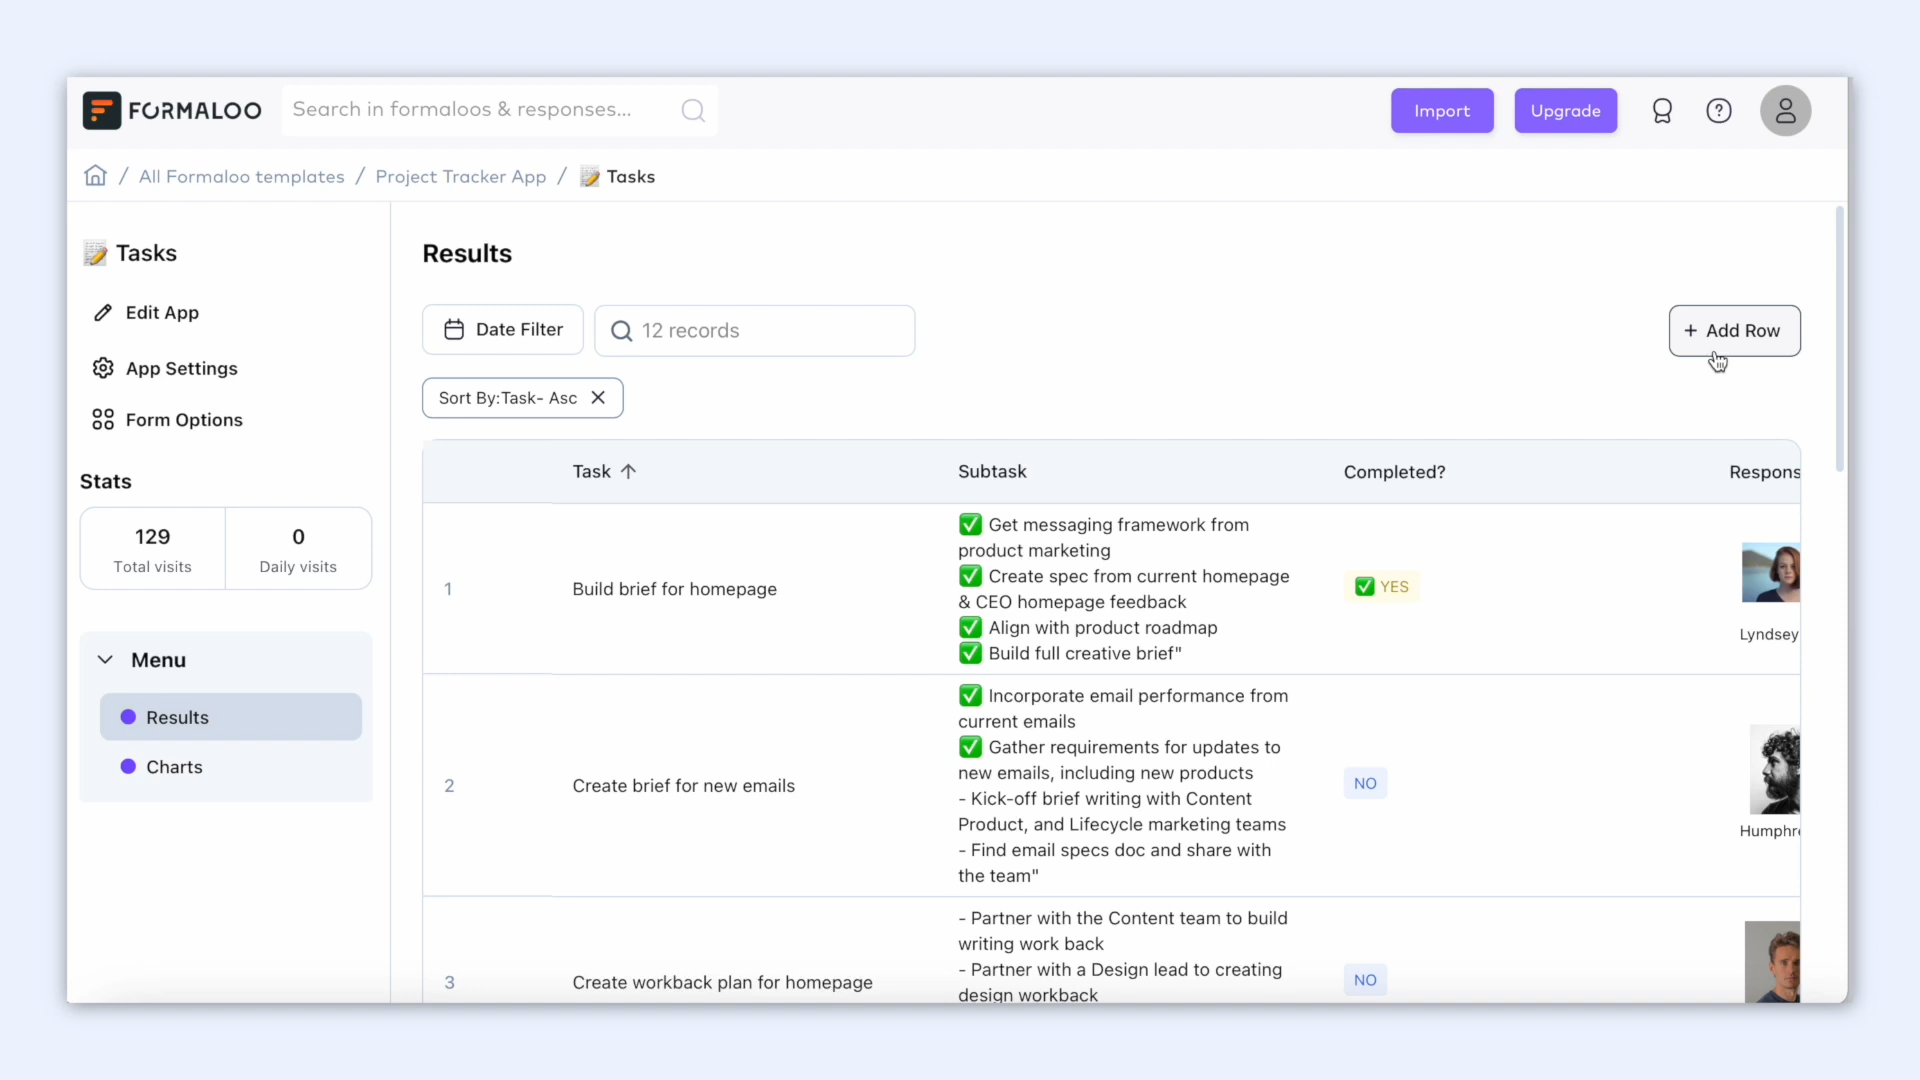 FORMALOO
Search in formaloos & responses...
Import
Upgrade
/ All Formaloo templates / Project Tracker App / 📝 Tasks
📝 Tasks
Edit App
App Settings
Form Options
Stats
129
Total visits
0
Daily visits
Menu
Results
Charts
Results
Date Filter
12 records
+ Add Row
Sort By:Task- Asc ✕
Task ↑
Subtask
Completed?
Respons
1
Build brief for homepage
✅ Get messaging framework from
product marketing
✅ Create spec from current homepage
& CEO homepage feedback
✅ Align with product roadmap
✅ Build full creative brief"
✅ YES
Lyndsey
2
Create brief for new emails
✅ Incorporate email performance from
current emails
✅ Gather requirements for updates to
new emails, including new products
- Kick-off brief writing with Content
Product, and Lifecycle marketing teams
- Find email specs doc and share with
the team"
NO
Humphre
3
Create workback plan for homepage
- Partner with the Content team to build
writing work back
- Partner with a Design lead to creating
design workback
NO